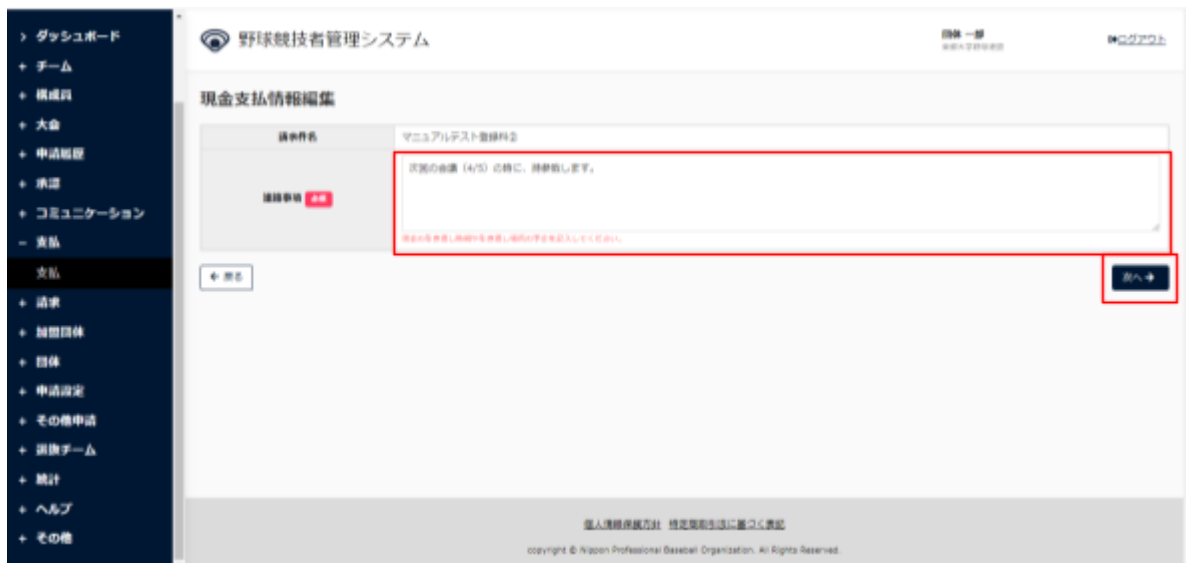 > ダッシュボード
+ チーム
+ 構成員
+ 大会
+ 申請履歴
+ 承認
+ コミュニケーション
− 支払
支払
+ 請求
+ 加盟団体
+ 団体
+ 申請設定
+ その他申請
+ 選抜チーム
+ 統計
+ ヘルプ
+ その他
野球競技者管理システム
団体 一郎
ログアウト
現金支払情報編集
請求件名
マニュアルテスト登録料②
連絡事項 必須
次回の会議（4/5）の時に、持参致します。
← 戻る
次へ →
個人情報保護方針 特定商取引法に基づく表記
copyright © Nippon Professional Baseball Organization. All Rights Reserved.